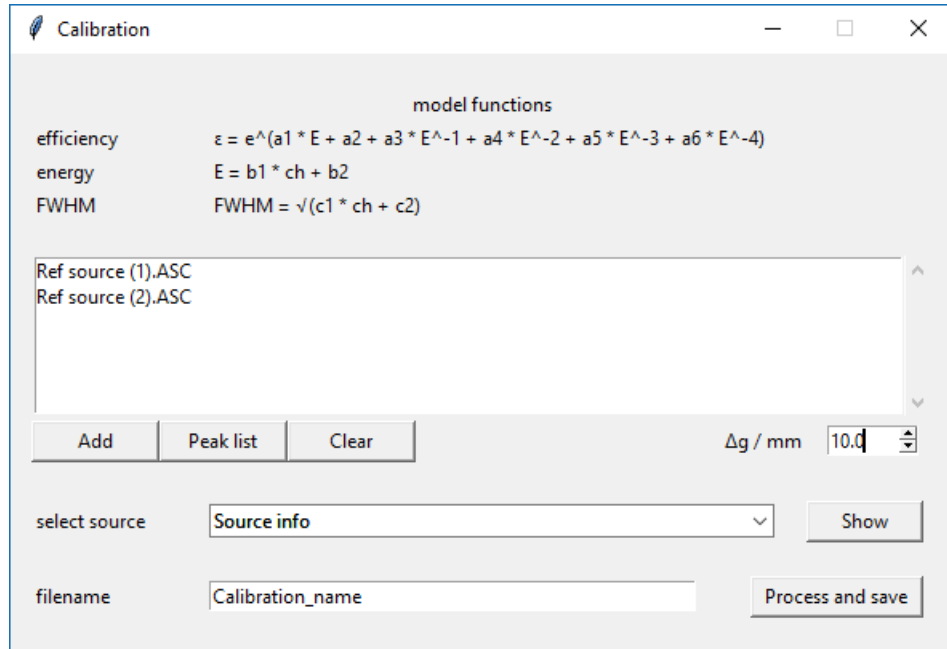 Calibration
model functions
efficiency ε = e^(a1 * E + a2 + a3 * E^-1 + a4 * E^-2 + a5 * E^-3 + a6 * E^-4)
energy E = b1 * ch + b2
FWHM FWHM = √(c1 * ch + c2)
Ref source (1).ASC
Ref source (2).ASC
Add Peak list Clear Δg / mm 10.0
select source Source info Show
filename Calibration_name Process and save